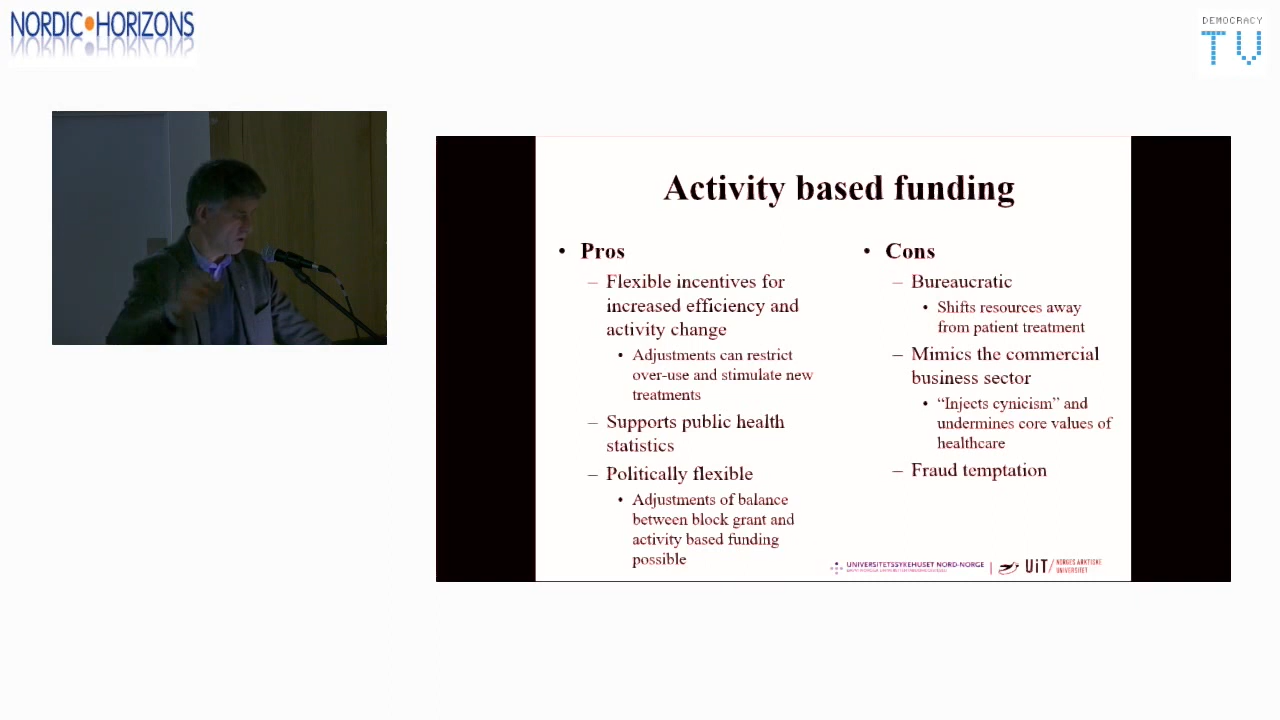 NORDIC HORIZONS
DEMOCRACY
TV
Activity based funding
• Pros
– Flexible incentives for
increased efficiency and
activity change
• Adjustments can restrict
over-use and stimulate new
treatments
– Supports public health
statistics
– Politically flexible
• Adjustments of balance
between block grant and
activity based funding
possible
• Cons
– Bureaucratic
• Shifts resources away
from patient treatment
– Mimics the commercial
business sector
• “Injects cynicism” and
undermines core values of
healthcare
– Fraud temptation
UNIVERSITETSSYKEHUSET NORD-NORGE
UiT / NORGES ARKTISKE
UNIVERSITET